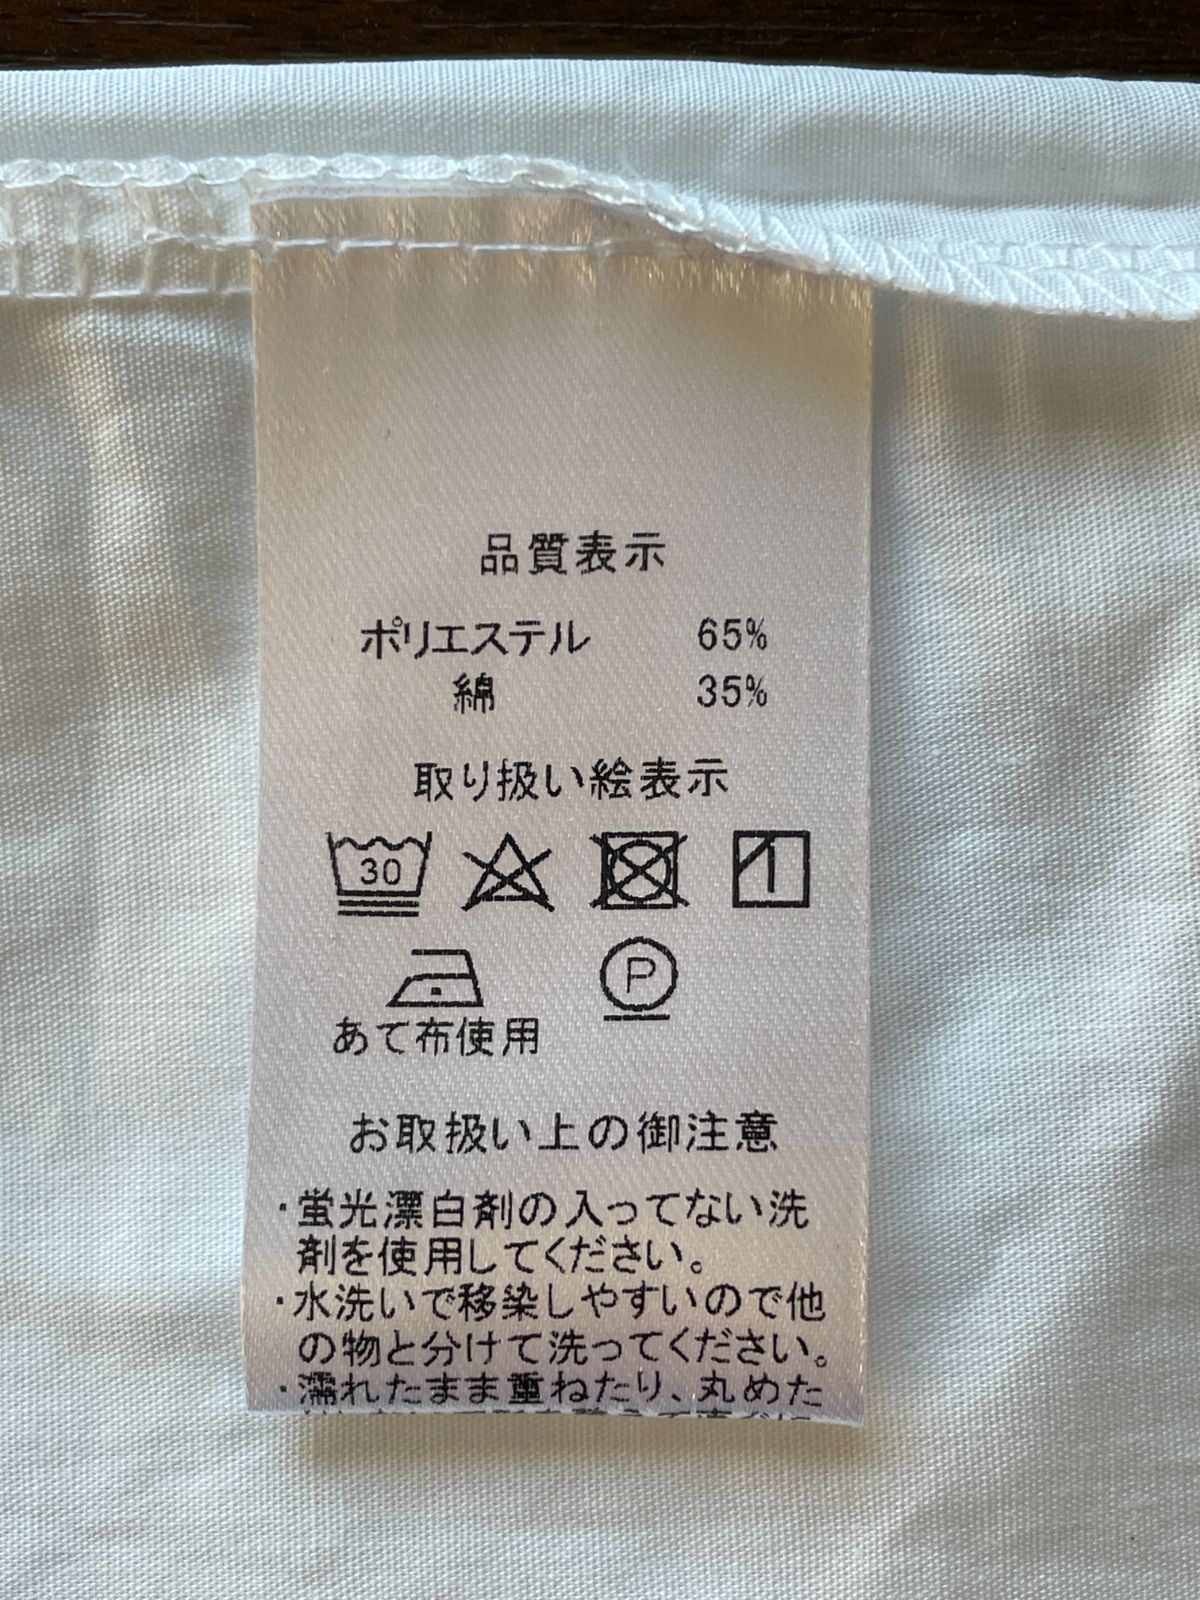 品質表示
ポリエステル 65%
綿 35%
取り扱い絵表示
30
P
あて布使用
お取扱い上の御注意
・蛍光漂白剤の入ってない洗
剤を使用してください。
・水洗いで移染しやすいので他
の物と分けて洗ってください。
・濡れたまま重ねたり、丸めた